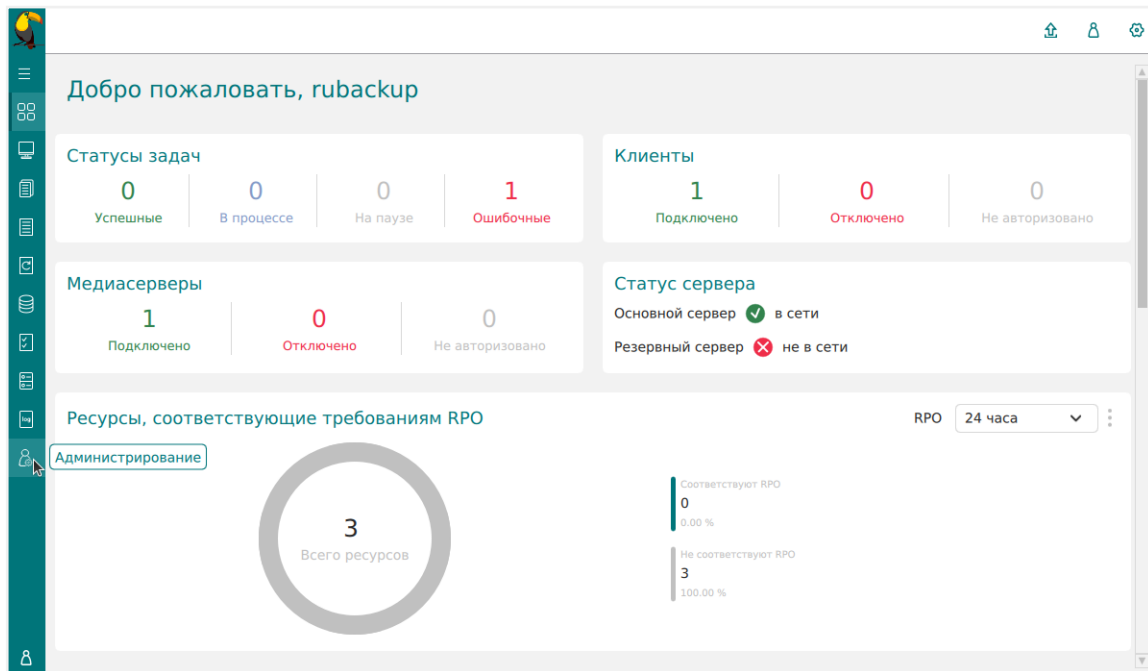 Добро пожаловать, rubackup
Статусы задач
0 0 0 1
Успешные В процессе На паузе Ошибочные
Клиенты
1 0 0
Подключено Отключено Не авторизовано
Медиасерверы
1 0 0
Подключено Отключено Не авторизовано
Статус сервера
Основной сервер в сети
Резервный сервер не в сети
log
Ресурсы, соответствующие требованиям RPO
RPO 24 часа
Администрирование
3
Всего ресурсов
Соответствуют RPO
0
0.00 %
Не соответствуют RPO
3
100.00 %